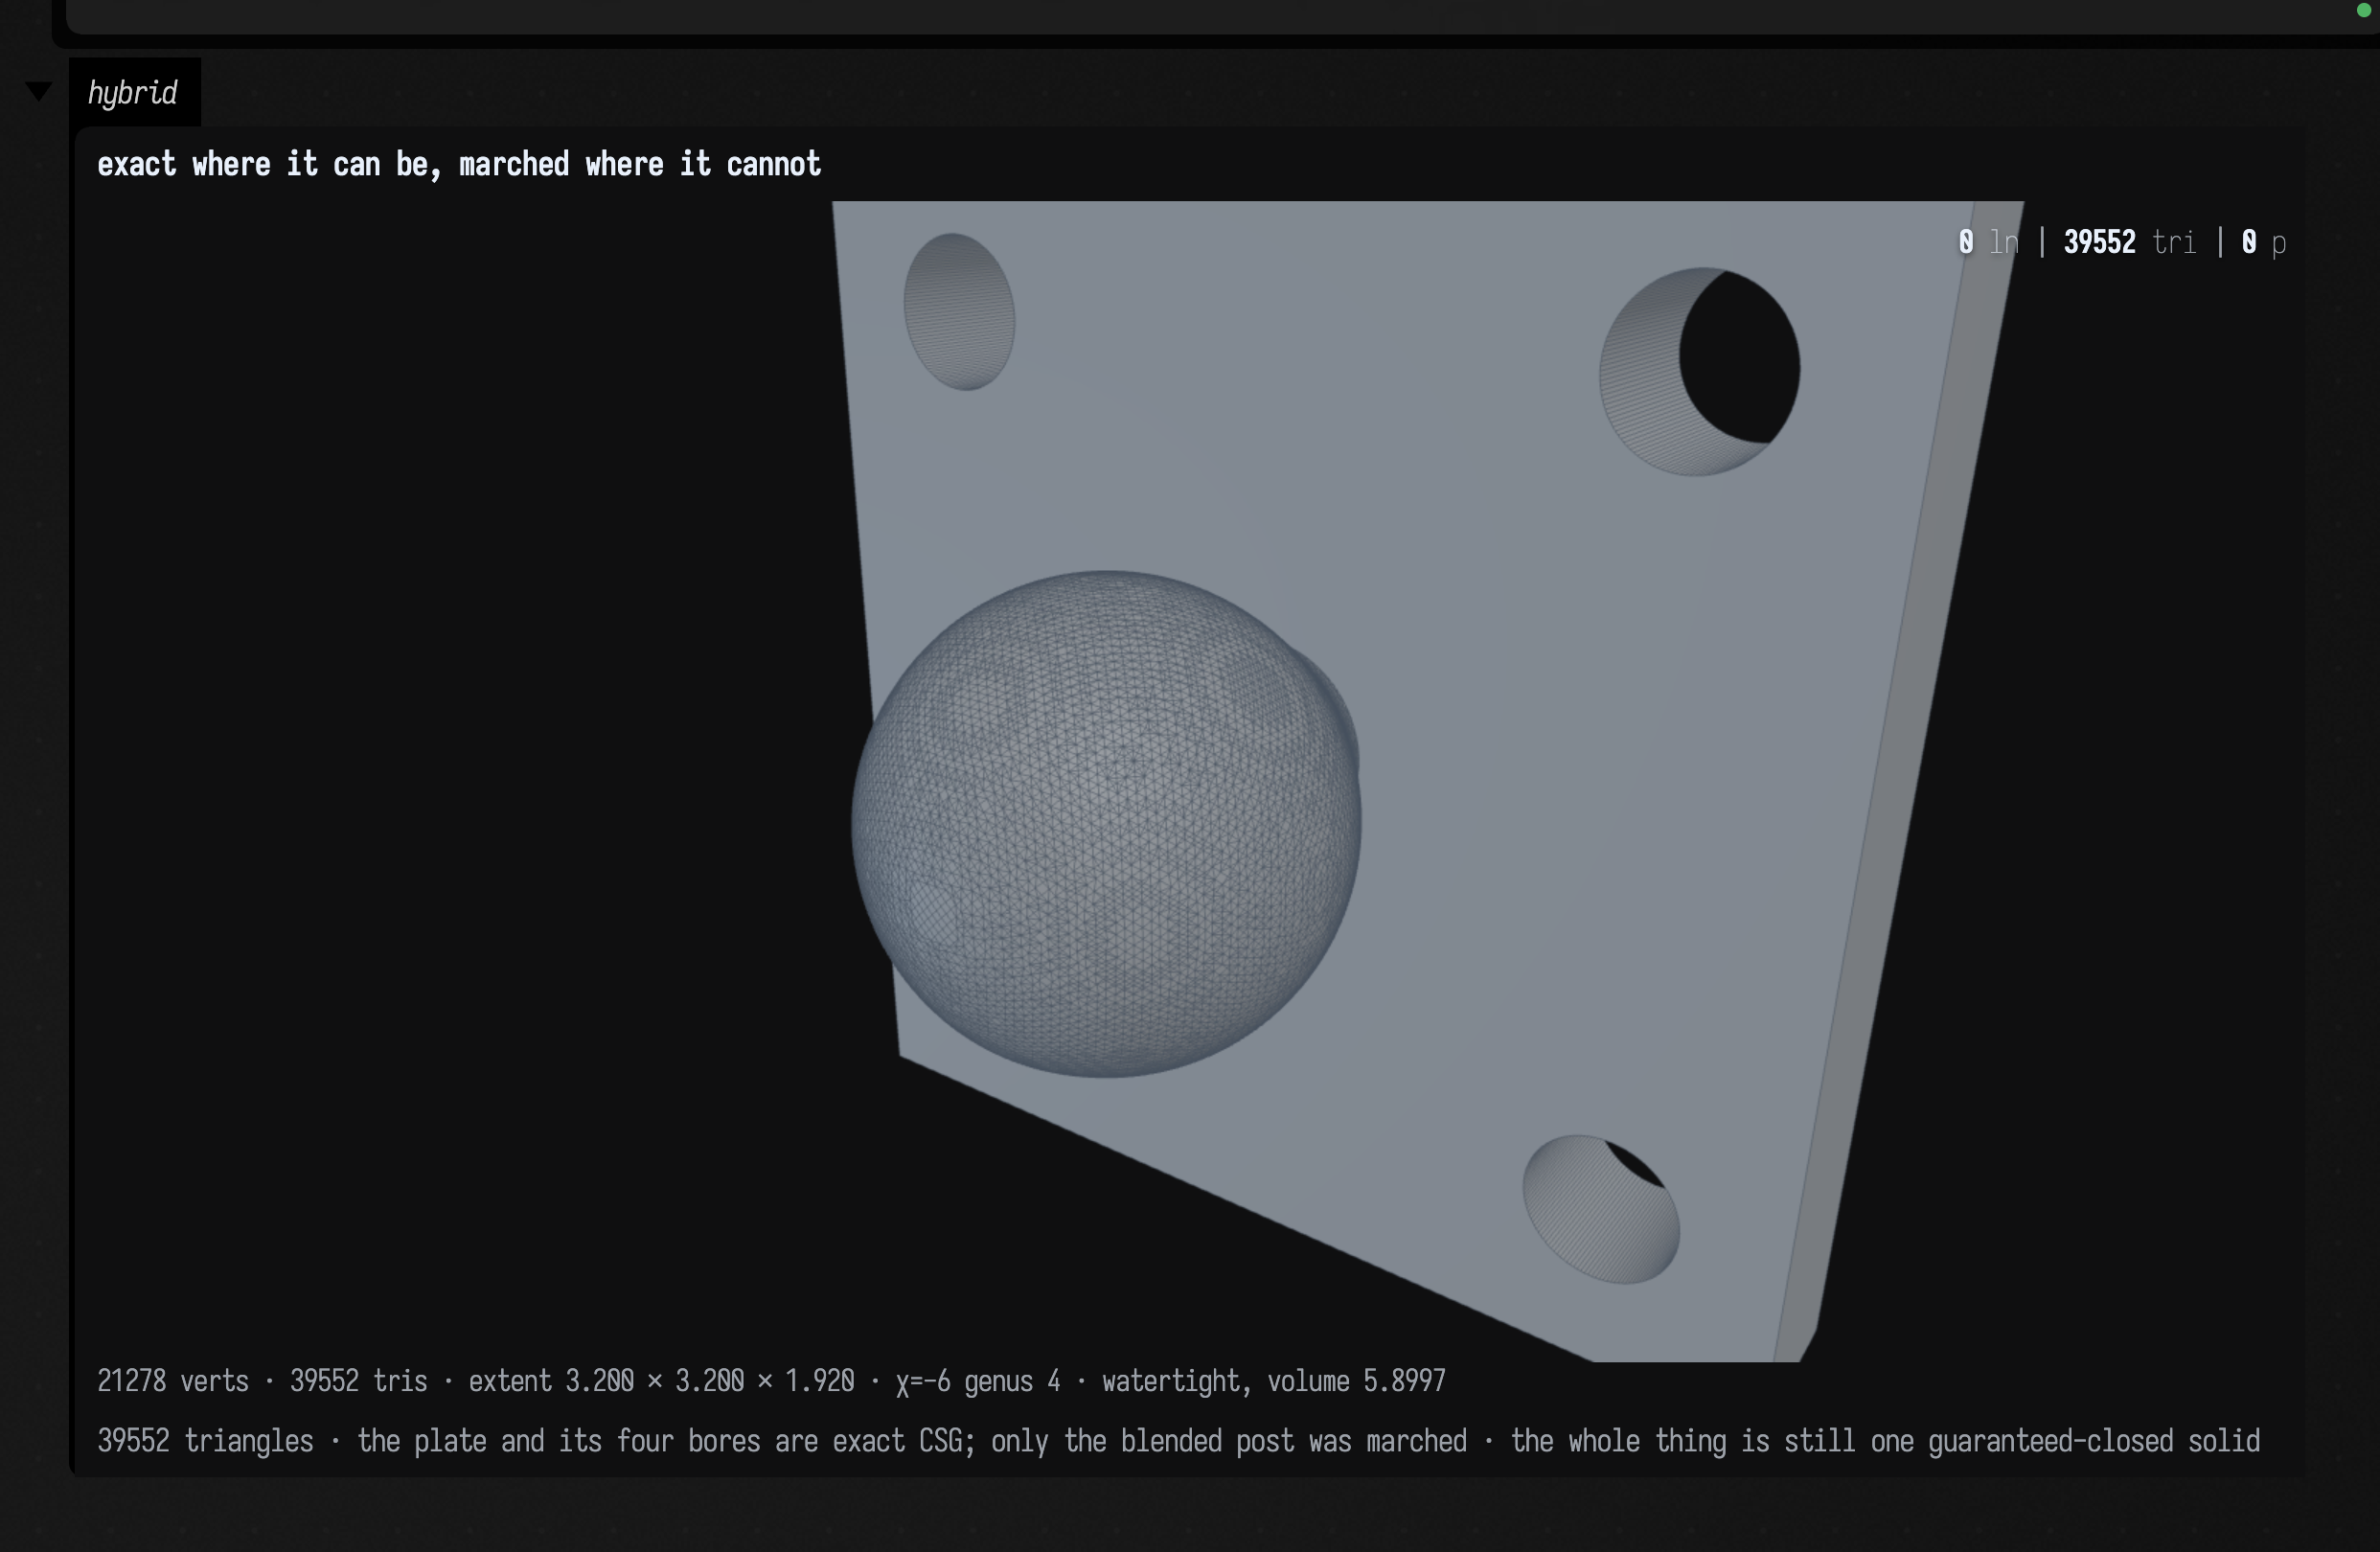 hybrid
exact where it can be, marched where it cannot
0 ln | 39552 tri | 0 p
21278 verts · 39552 tris · extent 3.200 × 3.200 × 1.920 · χ=-6 genus 4 · watertight, volume 5.8997
39552 triangles · the plate and its four bores are exact CSG; only the blended post was marched · the whole thing is still one guaranteed-closed solid